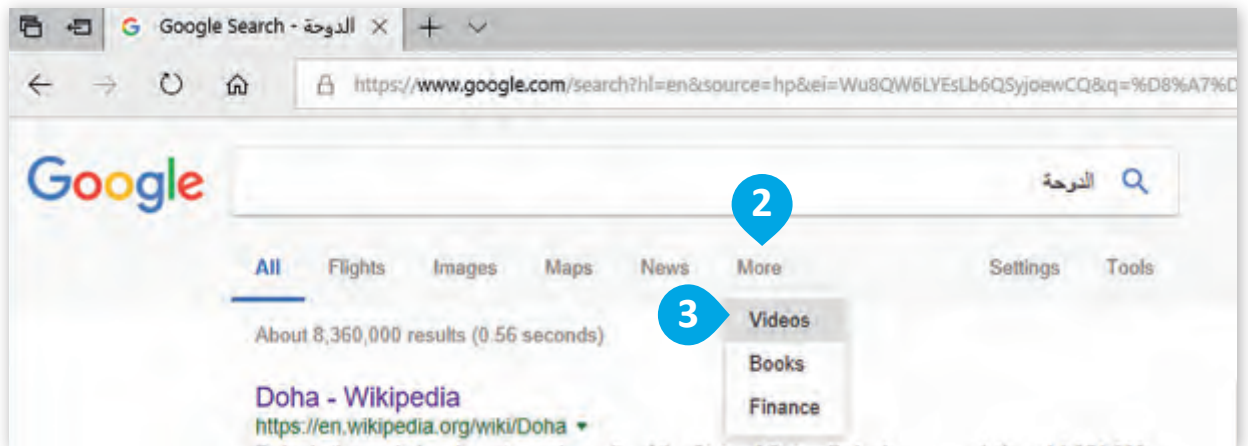 Google Search - الدوحة
https://www.google.com/search?hl=en&source=hp&ei=Wu8QW6LYEsLb6QSyjoewCQ&q=%D8%A7%D
Google الدوحة
2
All Flights Images Maps News More Settings Tools
3 Videos
About 8,360,000 results (0.56 seconds)
Books
Doha - Wikipedia
Finance
https://en.wikipedia.org/wiki/Doha